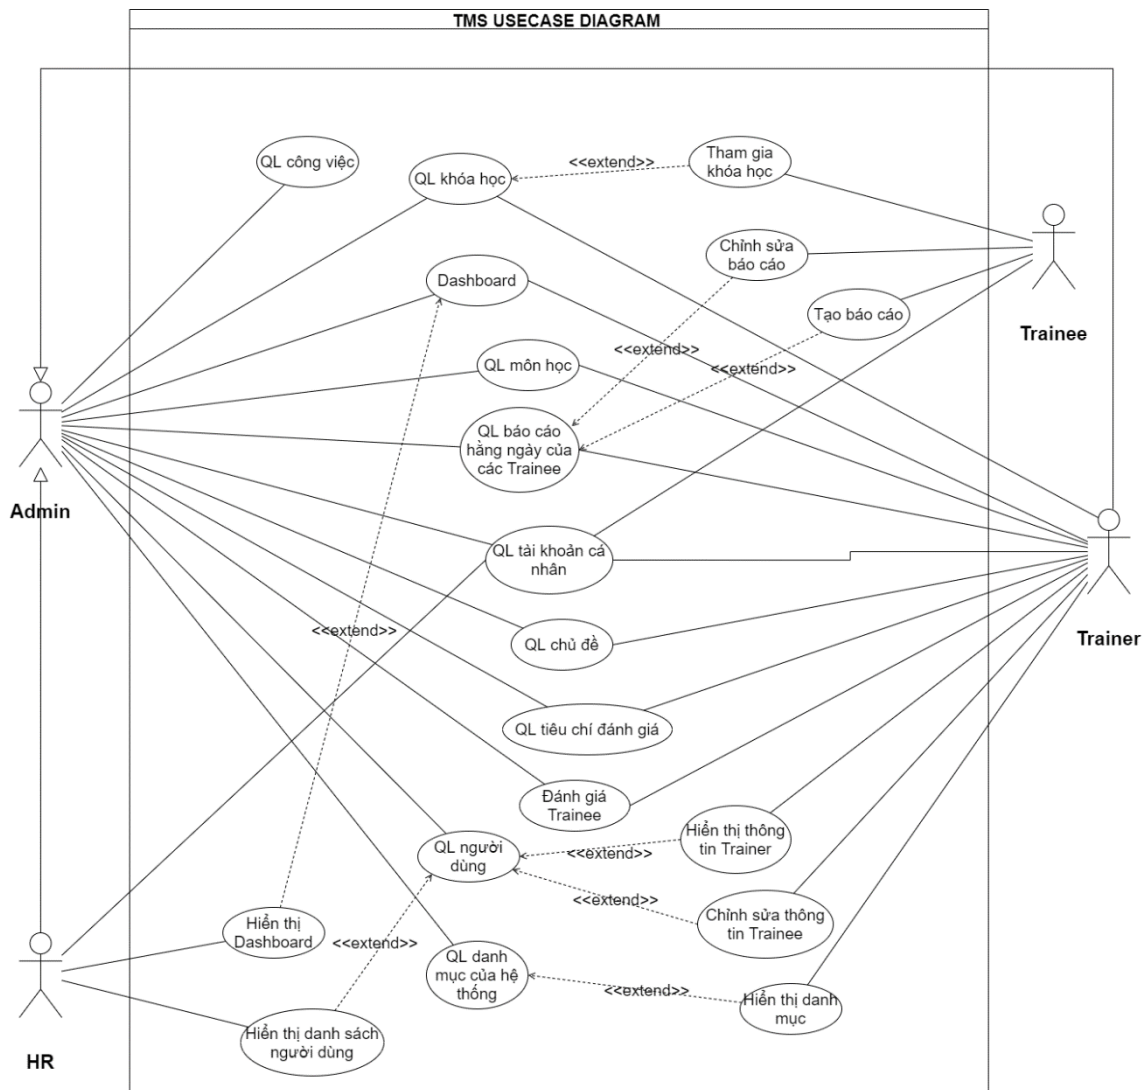 TMS USECASE DIAGRAM
QL công việc
QL khóa học
<<extend>>
Tham gia
khóa học
Chỉnh sửa
báo cáo
Dashboard
Tạo báo cáo
Trainee
<<extend>>
<<extend>>
QL môn học
QL báo cáo
hằng ngày của
các Trainee
Admin
QL tài khoản cá
nhân
<<extend>>
QL chủ đề
Trainer
QL tiêu chí đánh giá
Đánh giá
Trainee
QL người
dùng
<<extend>>
Hiển thị thông
tin Trainer
<<extend>>
Chỉnh sửa thông
tin Trainee
Hiển thị
Dashboard
<<extend>>
QL danh
mục của hệ
thống
<<extend>>
Hiển thị danh
mục
Hiển thị danh sách
người dùng
HR